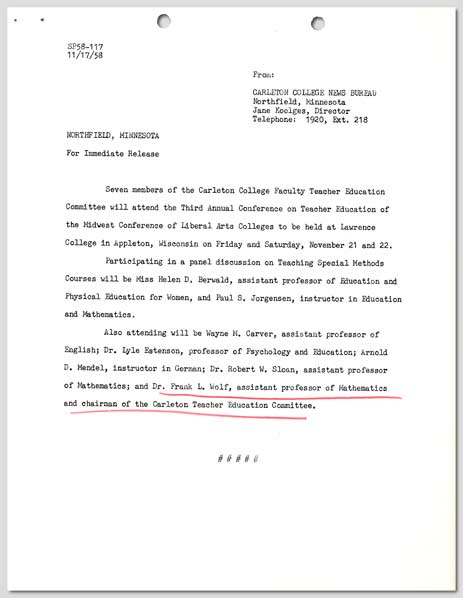 SP58-117
11/17/58
From:
CARLETON COLLEGE NEWS BUREAU
Northfield, Minnesota
Jane Koolges, Director
Telephone: 1920, Ext. 218
NORTHFIELD, MINNESOTA
For Immediate Release
Seven members of the Carleton College Faculty Teacher Education
Committee will attend the Third Annual Conference on Teacher Education of
the Midwest Conference of Liberal Arts Colleges to be held at Lawrence
College in Appleton, Wisconsin on Friday and Saturday, November 21 and 22.
Participating in a panel discussion on Teaching Special Methods
Courses will be Miss Helen D. Berwald, assistant professor of Education and
Physical Education for Women, and Paul S. Jorgensen, instructor in Education
and Mathematics.
Also attending will be Wayne M. Carver, assistant professor of
English; Dr. Lyle Estenson, professor of Psychology and Education; Arnold
D. Mendel, instructor in German; Dr. Robert W. Sloan, assistant professor
of Mathematics; and Dr. Frank L. Wolf, assistant professor of Mathematics
and chairman of the Carleton Teacher Education Committee.
# # # # #